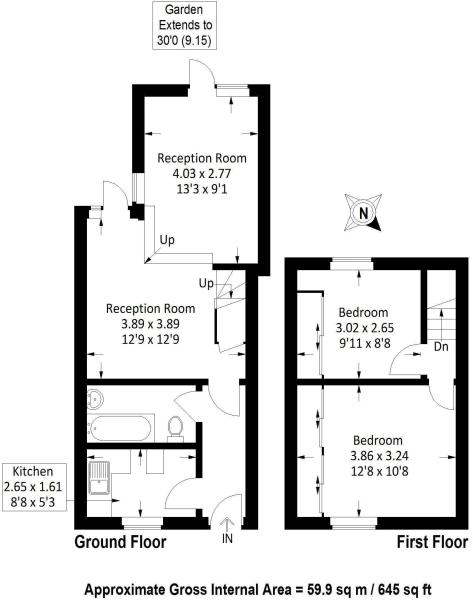 Garden
Extends to
30'0 (9.15)
Reception Room
4.03 x 2.77
13'3 x 9'1
N
Up
Up
Reception Room
3.89 x 3.89
12'9 x 12'9
Bedroom
3.02 x 2.65
9'11 x 8'8
Dn
Kitchen
2.65 x 1.61
8'8 x 5'3
Bedroom
3.86 x 3.24
12'8 x 10'8
IN
Ground Floor
First Floor
Approximate Gross Internal Area = 59.9 sq m / 645 sq ft